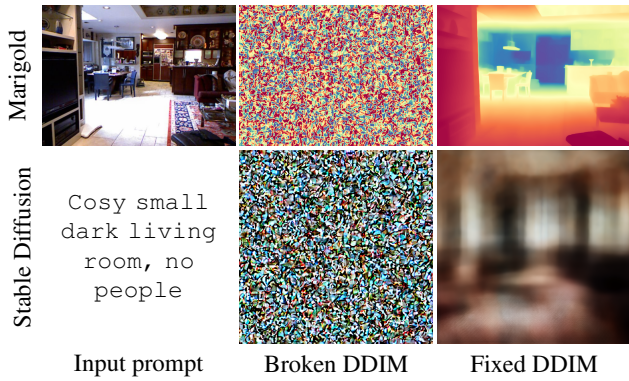 Marigold
Stable Diffusion
Cosy small
dark living
room, no
people
Input prompt
Broken DDIM
Fixed DDIM